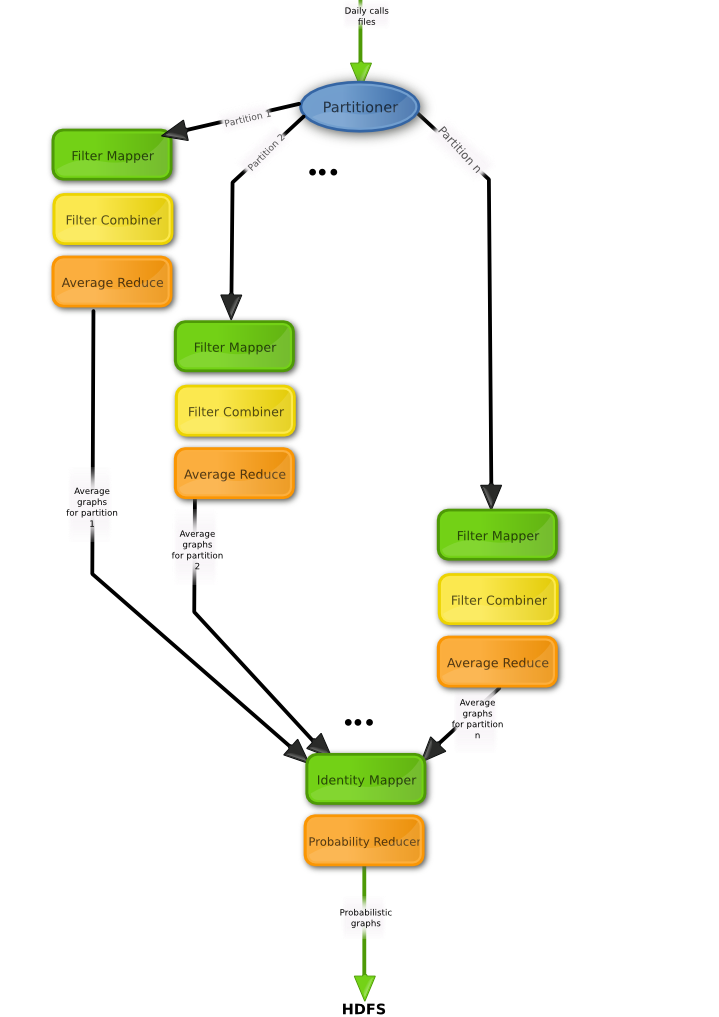 Daily calls
files
Partitioner
Partition 1
Partition 2
Partition n
Filter Mapper
Filter Combiner
Average Reduce
Filter Mapper
Filter Combiner
Average Reduce
Average
graphs
for partition
1
Average
graphs
for partition
2
Filter Mapper
Filter Combiner
Average Reduce
Average
graphs
for partition
n
Identity Mapper
Probability Reducer
Probabilistic
graphs
HDFS